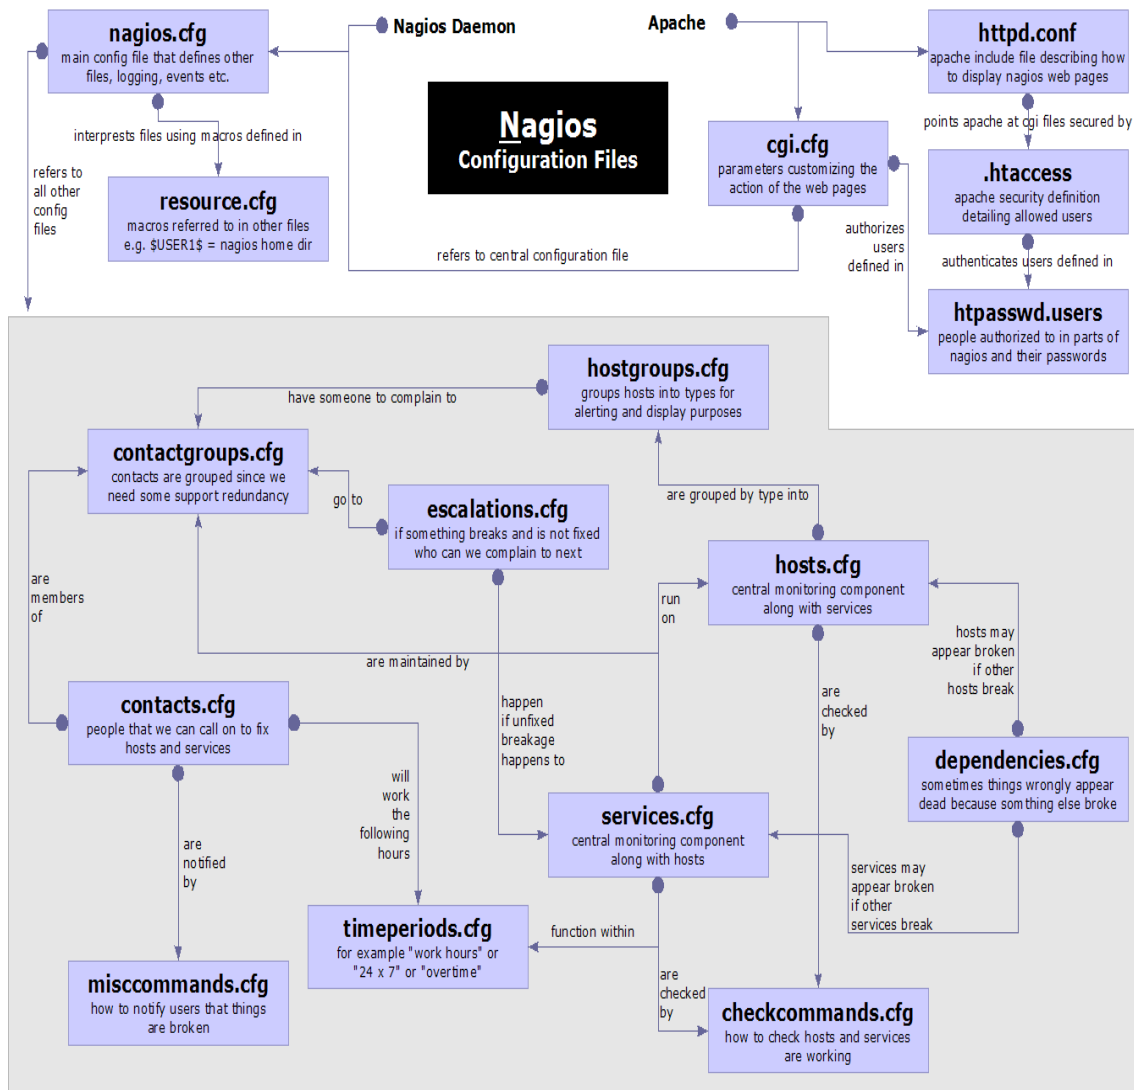 nagios.cfg
main config file that defines other
files, logging, events etc.
Nagios Daemon
Apache
httpd.conf
apache include file describing how
to display nagios web pages
Nagios
Configuration Files
interprests files using macros defined in
points apache at cgi files secured by
cgi.cfg
parameters customizing the
action of the web pages
refers to
all other
config
files
resource.cfg
macros referred to in other files
e.g. $USER1$ = nagios home dir
.htaccess
apache security definition
detailing allowed users
refers to central configuration file
authorizes
users
defined in
authenticates users defined in
htpasswd.users
people authorized to in parts of
nagios and their passwords
hostgroups.cfg
groups hosts into types for
alerting and display purposes
have someone to complain to
contactgroups.cfg
contacts are grouped since we
need some support redundancy
go to
escalations.cfg
if something breaks and is not fixed
who can we complain to next
are grouped by type into
hosts.cfg
central monitoring component
along with services
are
members
of
run
on
are maintained by
hosts may
appear broken
if other
hosts break
contacts.cfg
people that we can call on to fix
hosts and services
happen
if unfixed
breakage
happens to
are
checked
by
dependencies.cfg
sometimes things wrongly appear
dead because somthing else broke
will
work
the
following
hours
services.cfg
central monitoring component
along with hosts
are
notified
by
services may
appear broken
if other
services break
timeperiods.cfg
for example "work hours" or
"24 x 7" or "overtime"
function within
misccommands.cfg
how to notify users that things
are broken
are
checked
by
checkcommands.cfg
how to check hosts and services
are working